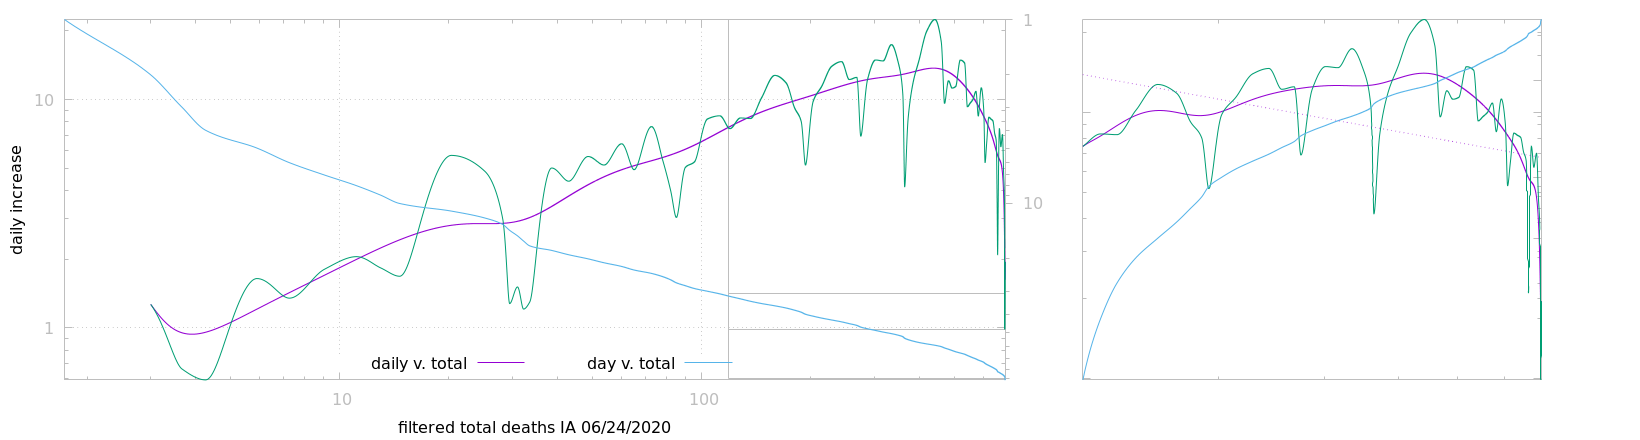 1
10
daily increase
10
1
daily v. total
day v. total
10
100
filtered total deaths IA 06/24/2020